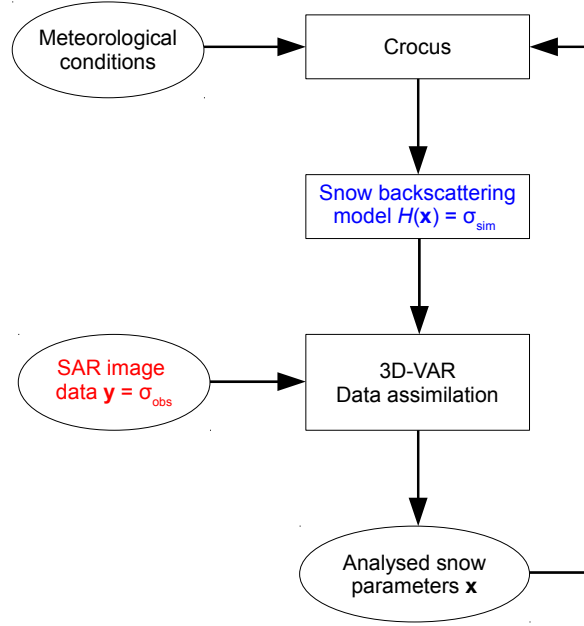 Meteorological
conditions
Crocus
Snow backscattering
model H(x) = σsim
SAR image
data y = σobs
3D-VAR
Data assimilation
Analysed snow
parameters x